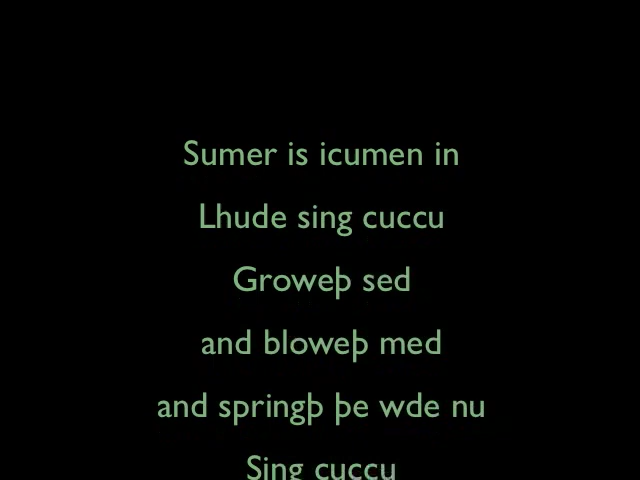 Sumer is icumen in
Lhude sing cuccu
Groweþ sed
and bloweþ med
and springþ þe wde nu
Sing cuccu